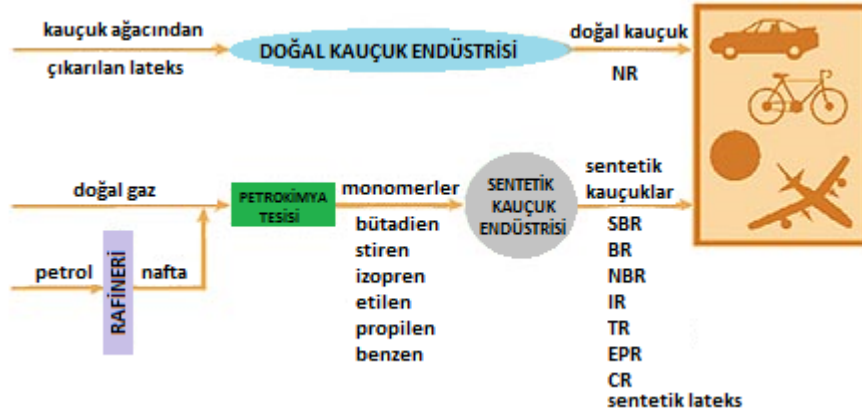 kauçuk ağacından
çıkarılan lateks
DOĞAL KAUÇUK ENDÜSTRİSİ
doğal kauçuk
NR
doğal gaz
petrol
RAFİNERİ
nafta
PETROKİMYA
TESİSİ
monomerler
bütadien
stiren
izopren
etilen
propilen
benzen
SENTETİK
KAUÇUK
ENDÜSTRİSİ
sentetik
kauçuklar
SBR
BR
NBR
IR
TR
EPR
CR
sentetik lateks